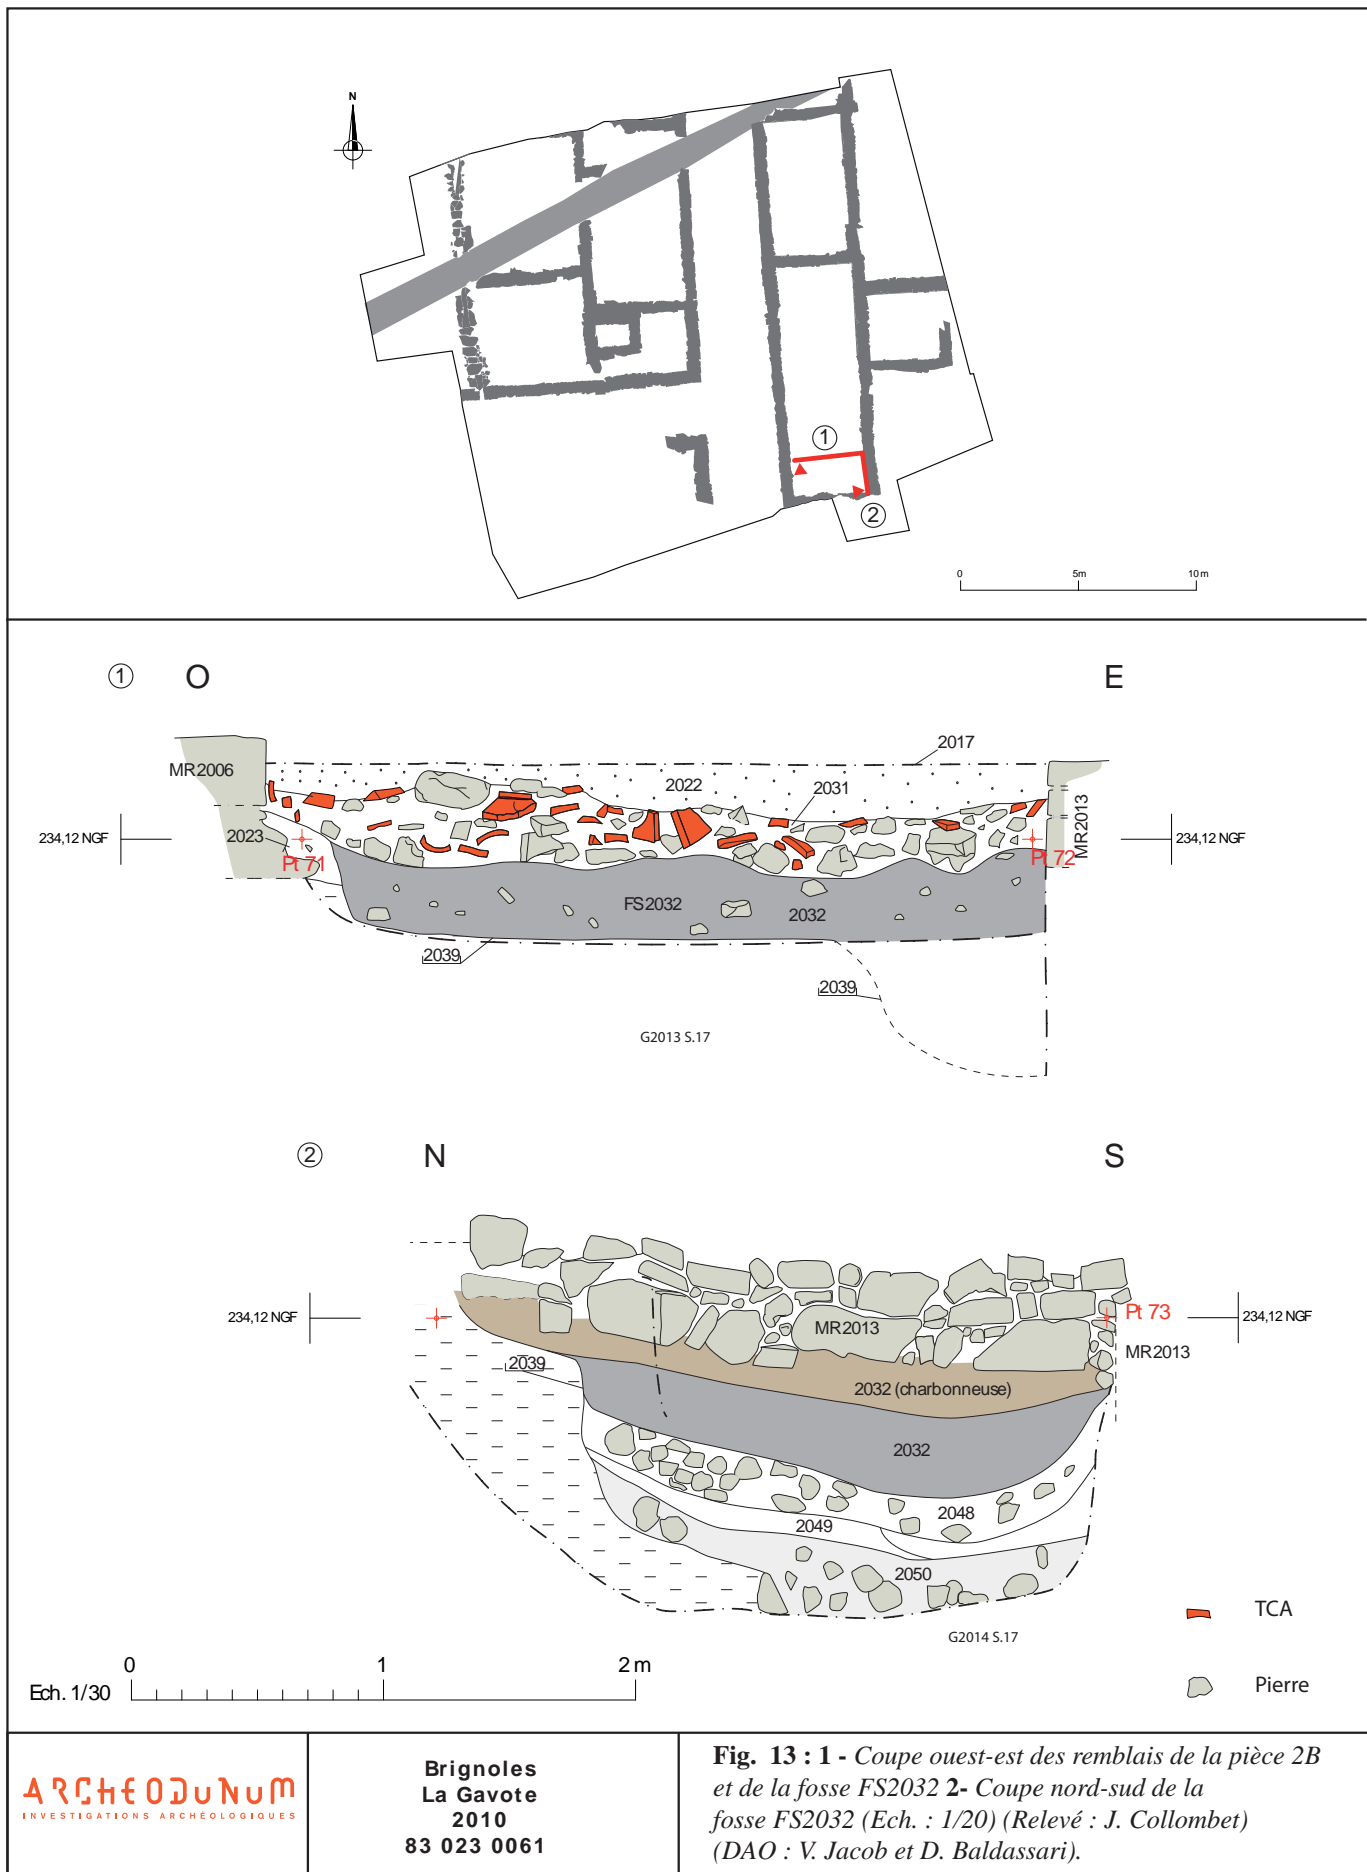 N
1
2
0 5m 10 m
1 O E
2017
MR2006
2022
2031
MR2013
2023
234,12 NGF
Pt 71
Pt 72
234,12 NGF
FS2032
2032
2039
2039
G2013 S.17
2 N S
234,12 NGF
Pt 73
234,12 NGF
MR2013
MR2013
2039
2032 (charbonneuse)
2032
2048
2049
2050
G2014 S.17
TCA
Pierre
0 1 2 m
Ech. 1/30
ARCHEODUNUM
INVESTIGATIONS ARCHÉOLOGIQUES
Brignoles
La Gavote
2010
83 023 0061
Fig. 13 : 1 - Coupe ouest-est des remblais de la pièce 2B
et de la fosse FS2032 2- Coupe nord-sud de la
fosse FS2032 (Ech. : 1/20) (Relevé : J. Collombet)
(DAO : V. Jacob et D. Baldassari).